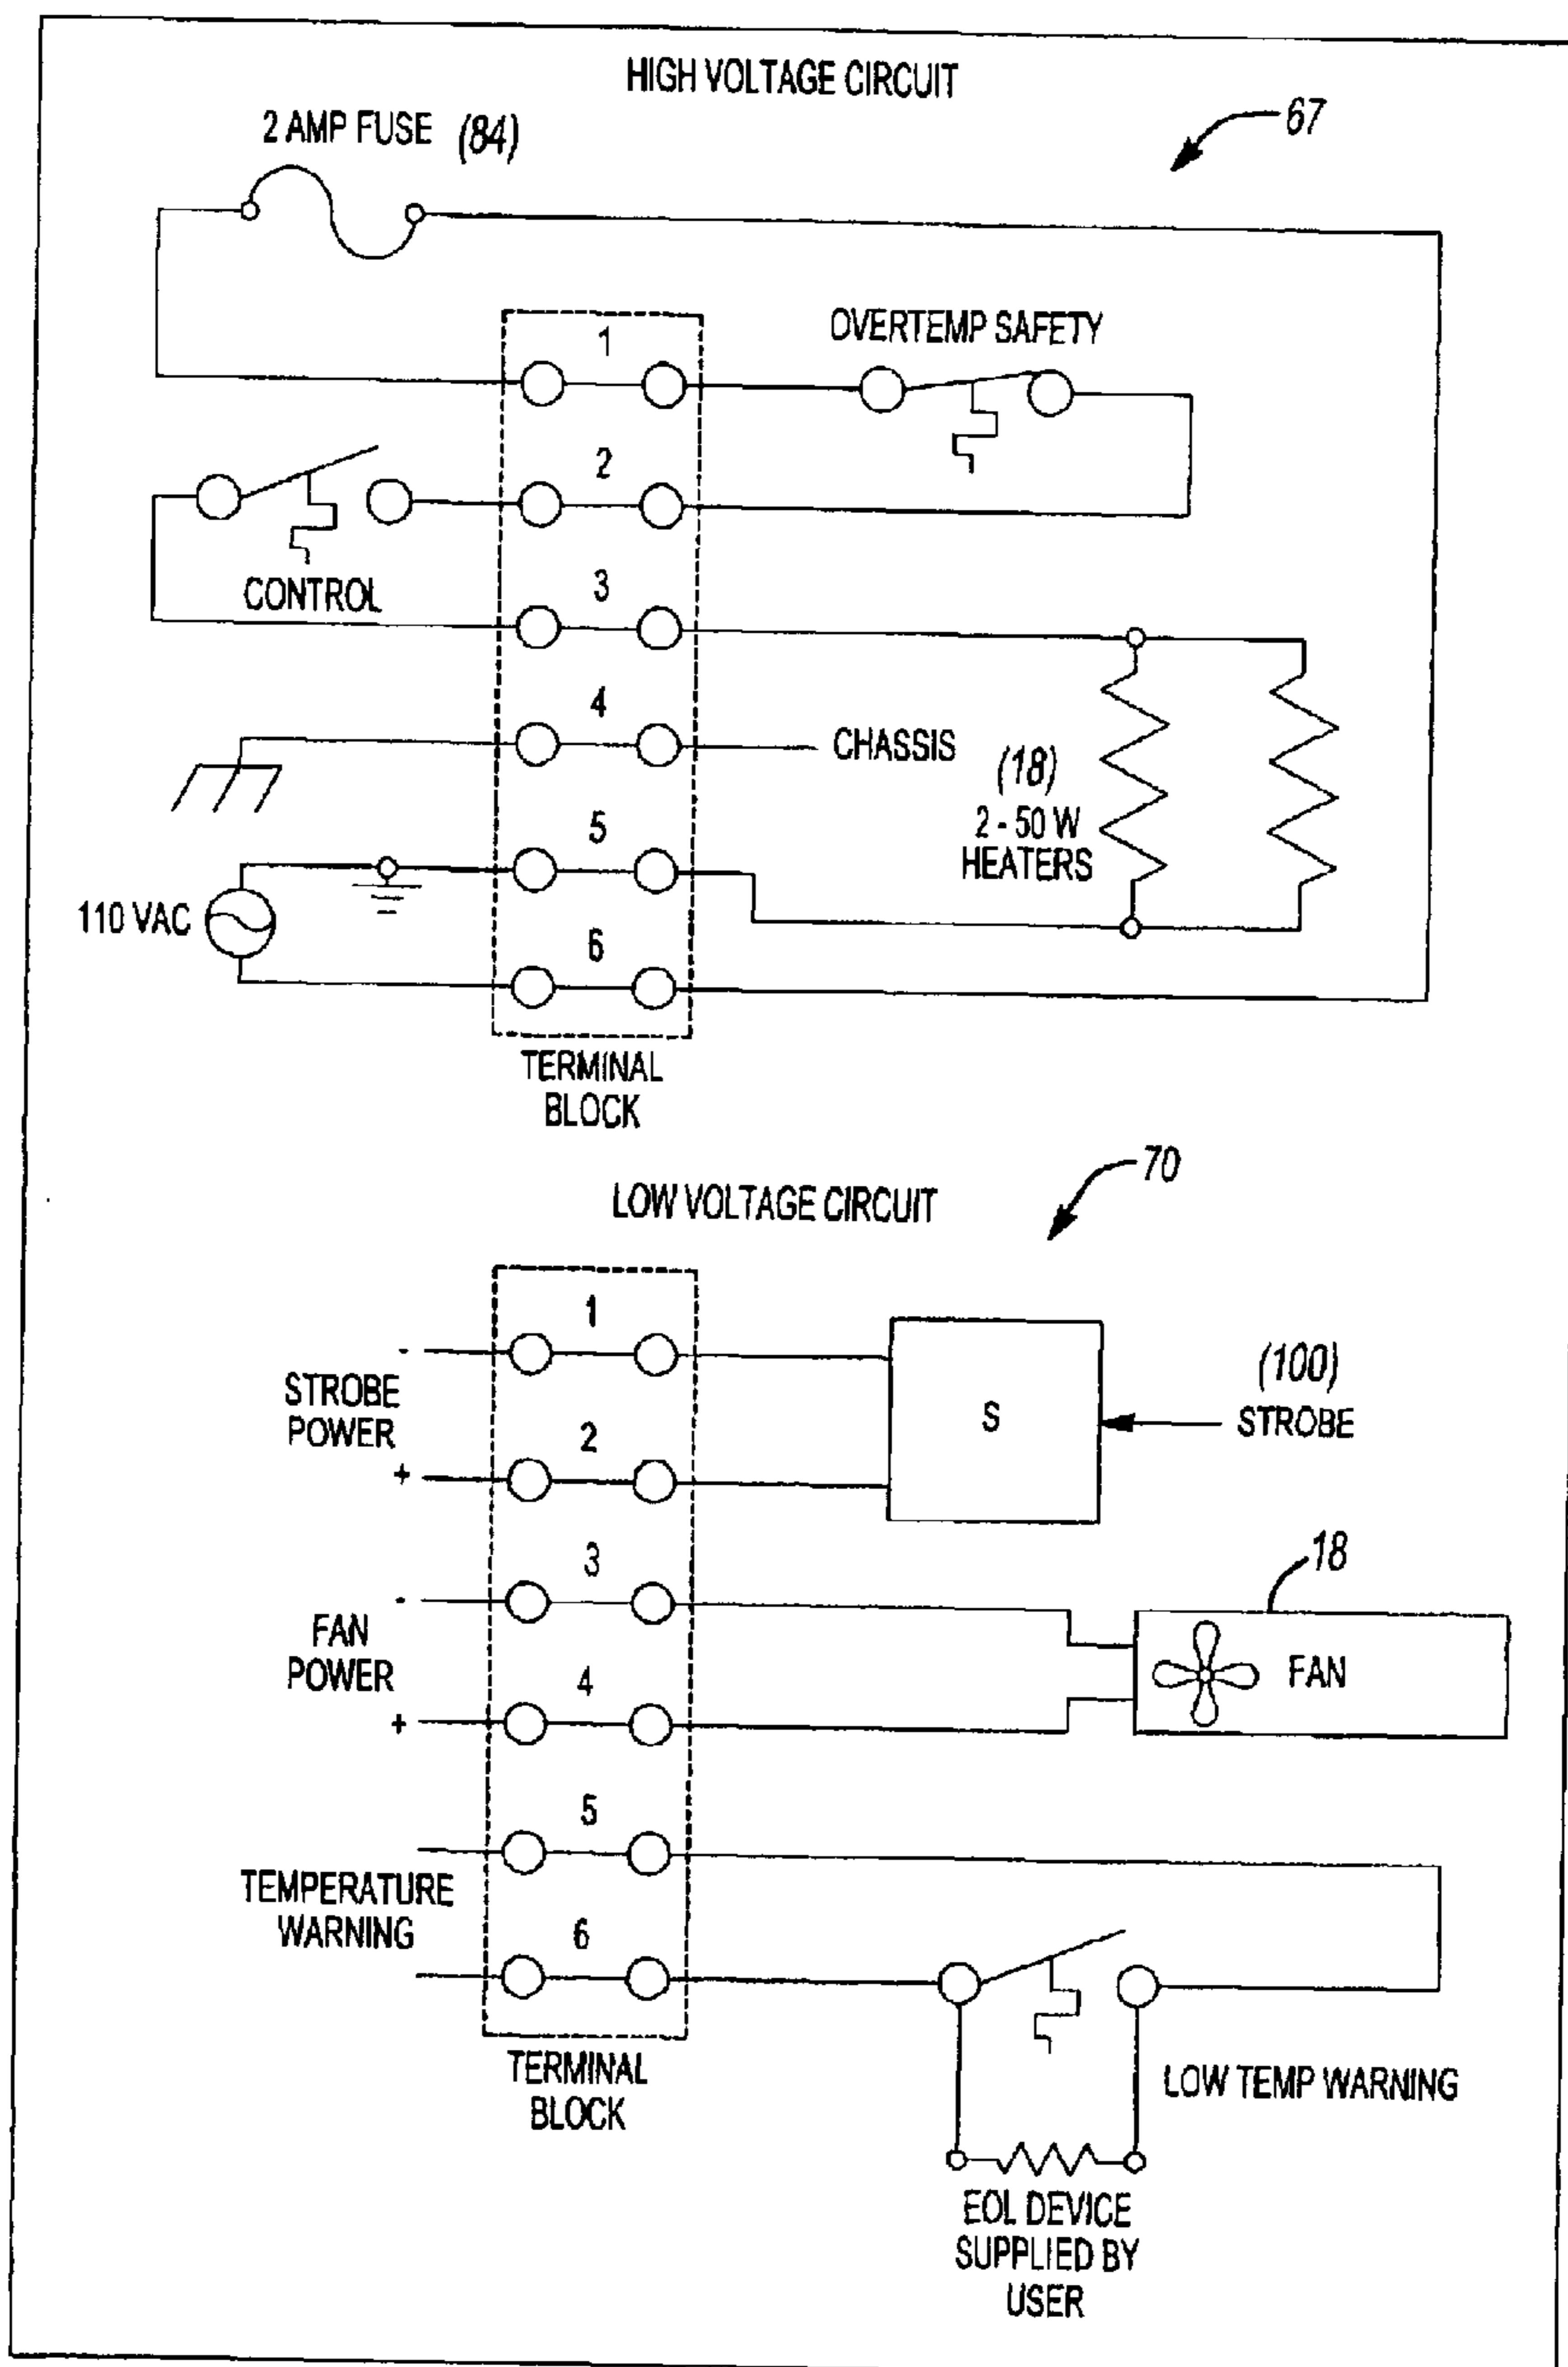 HIGH VOLTAGE CIRCUIT
67
2 AMP FUSE (84)
1
OVERTEMP SAFETY
2
CONTROL
3
4
CHASSIS
(18)
2 - 50 W
HEATERS
5
110 VAC
6
TERMINAL
BLOCK
70
LOW VOLTAGE CIRCUIT
1
-
STROBE
POWER
+
2
S
(100)
STROBE
3
-
FAN
POWER
+
4
18
FAN
5
TEMPERATURE
WARNING
6
TERMINAL
BLOCK
LOW TEMP WARNING
EOL DEVICE
SUPPLIED BY
USER